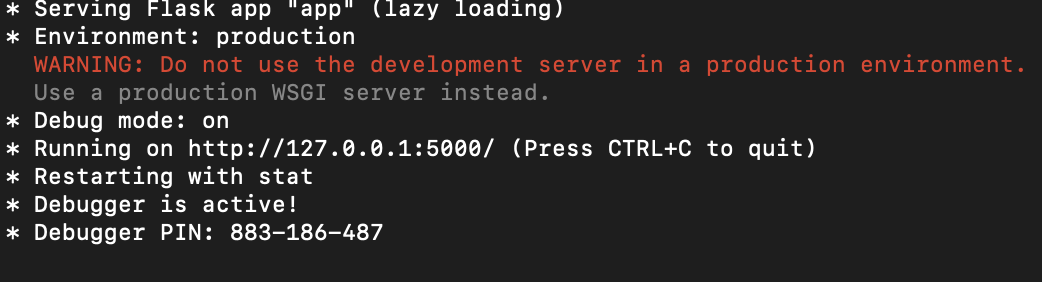 * Serving Flask app "app" (lazy loading)
* Environment: production
WARNING: Do not use the development server in a production environment.
Use a production WSGI server instead.
* Debug mode: on
* Running on http://127.0.0.1:5000/ (Press CTRL+C to quit)
* Restarting with stat
* Debugger is active!
* Debugger PIN: 883-186-487